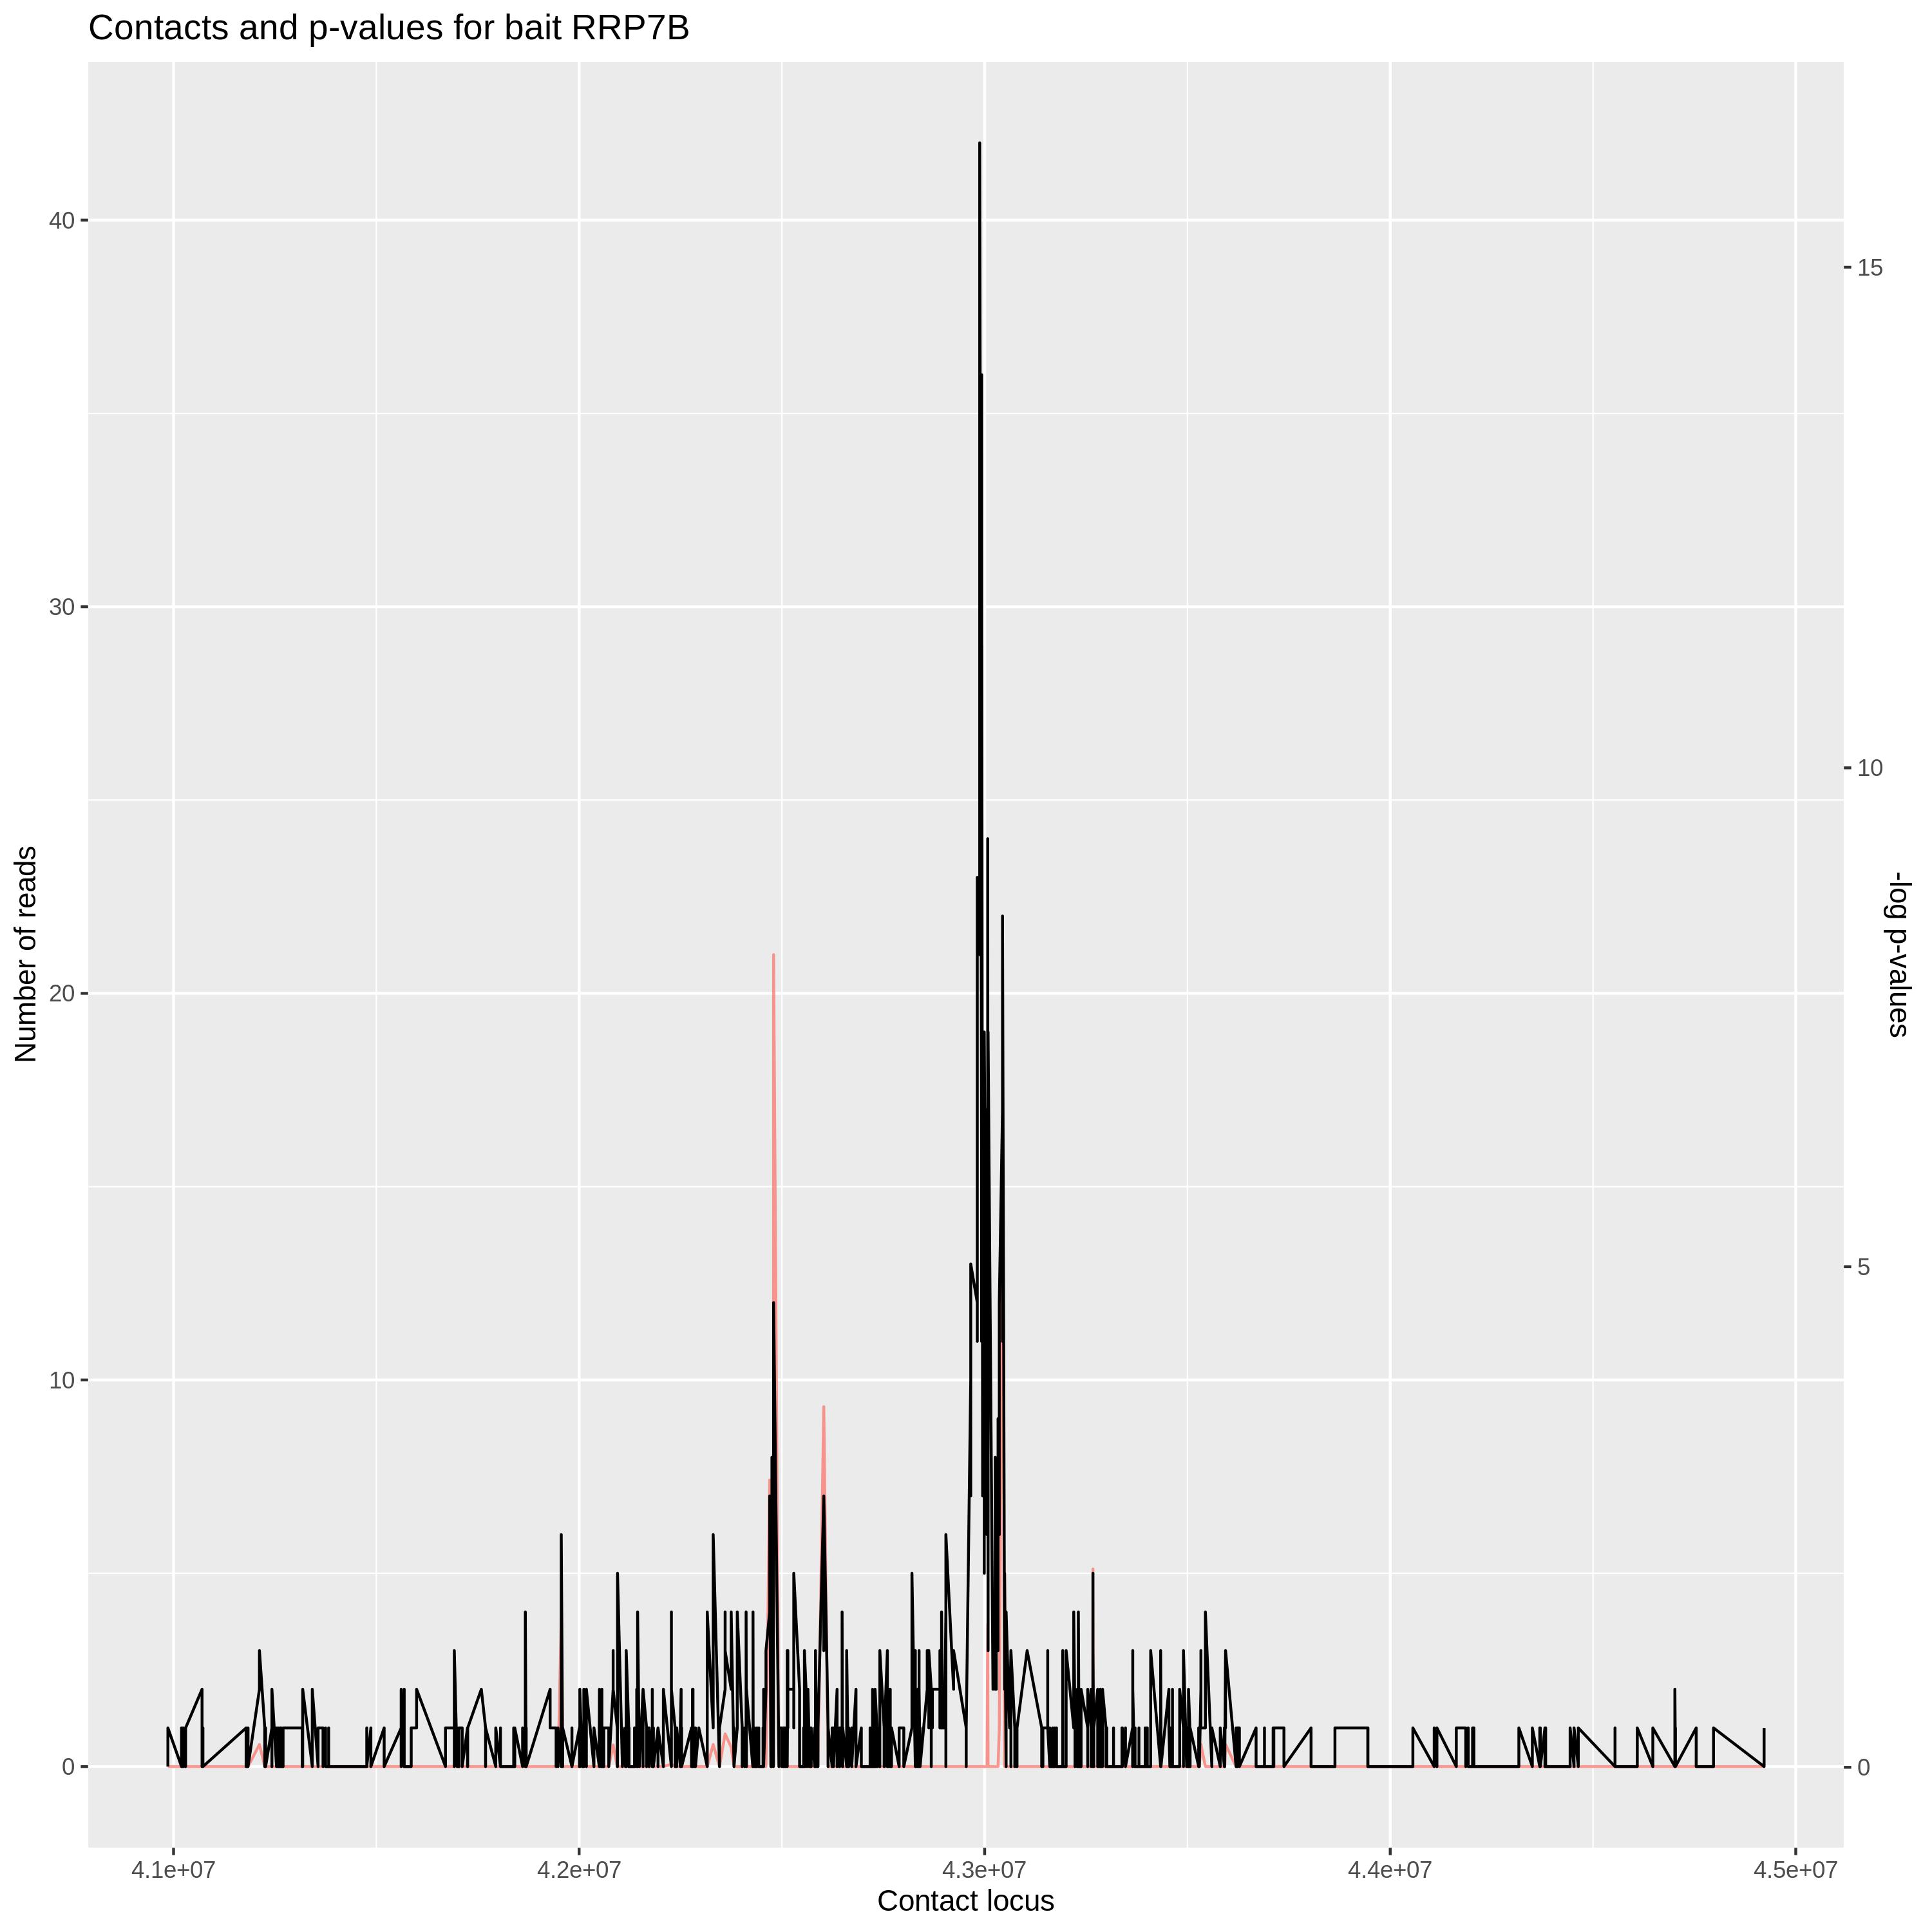 Contacts and p-values for bait RRP7B
40
30
20
10
0
Number of reads
15
10
5
0
-log p-values
4.1e+07 4.2e+07 4.3e+07 4.4e+07 4.5e+07
Contact locus